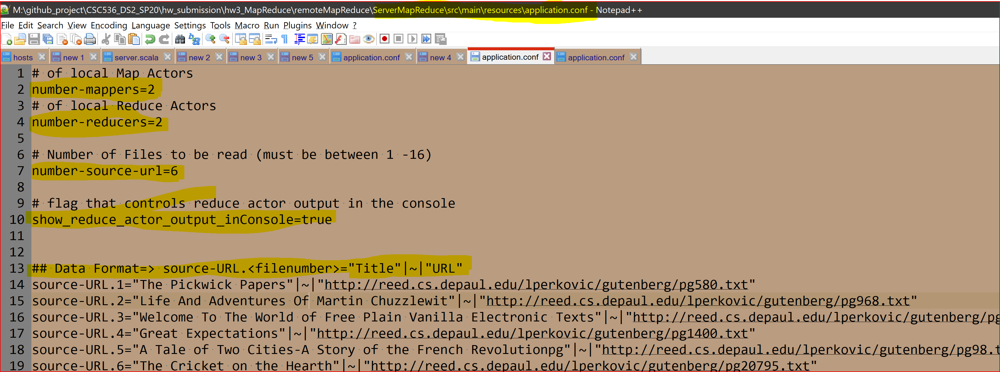 M:\github_project\CSC536_DS2_SP20\hw_submission\hw3_MapReduce\remoteMapReduce\ServerMapReduce\src\main\resources\application.conf - Notepad++
File Edit Search View Encoding Language Settings Tools Macro Run Plugins Window ?
hosts new 1 server.scala new 2 new 3 new 5 application.conf new 4 application.conf application.conf
1 # of local Map Actors
2 number-mappers=2
3 # of local Reduce Actors
4 number-reducers=2
5
6 # Number of Files to be read (must be between 1 -16)
7 number-source-url=6
8
9 # flag that controls reduce actor output in the console
10 show_reduce_actor_output_inConsole=true
11
12
13 ## Data Format=> source-URL.<filenumber>="Title"|~|"URL"
14 source-URL.1="The Pickwick Papers"|~|"http://reed.cs.depaul.edu/lperkovic/gutenberg/pg580.txt"
15 source-URL.2="Life And Adventures Of Martin Chuzzlewit"|~|"http://reed.cs.depaul.edu/lperkovic/gutenberg/pg968.txt"
16 source-URL.3="Welcome To The World of Free Plain Vanilla Electronic Texts"|~|"http://reed.cs.depaul.edu/lperkovic/gutenberg/pg
17 source-URL.4="Great Expectations"|~|"http://reed.cs.depaul.edu/lperkovic/gutenberg/pg1400.txt"
18 source-URL.5="A Tale of Two Cities-A Story of the French Revolutionpg"|~|"http://reed.cs.depaul.edu/lperkovic/gutenberg/pg98.t
19 source-URL.6="The Cricket on the Hearth"|~|"http://reed.cs.depaul.edu/lperkovic/gutenberg/pg20795.txt"